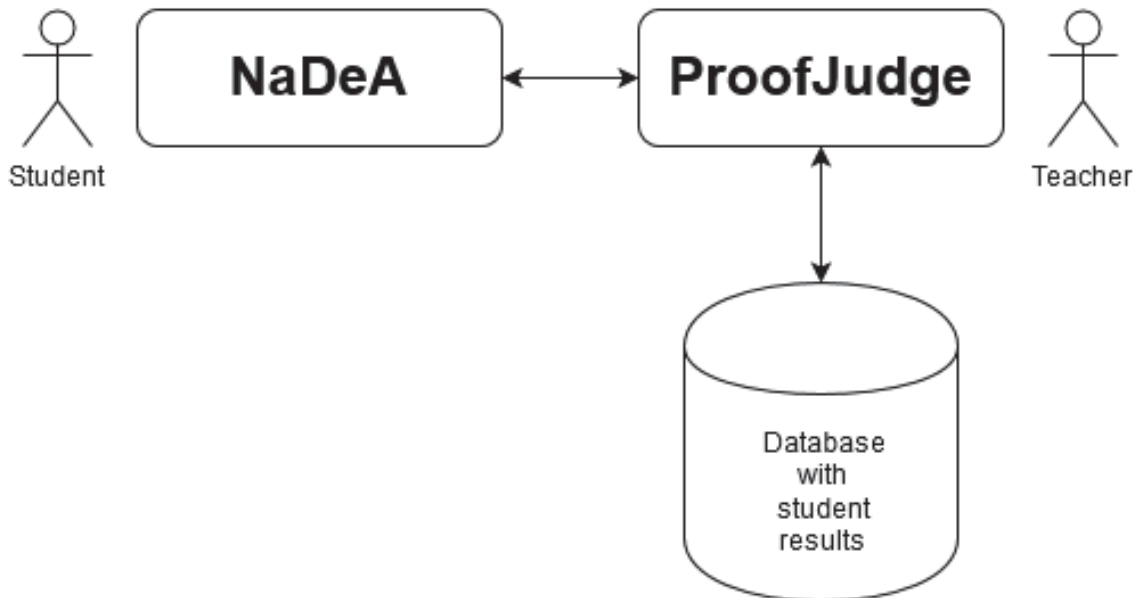 NaDeA
ProofJudge
Student
Teacher
Database
with
student
results